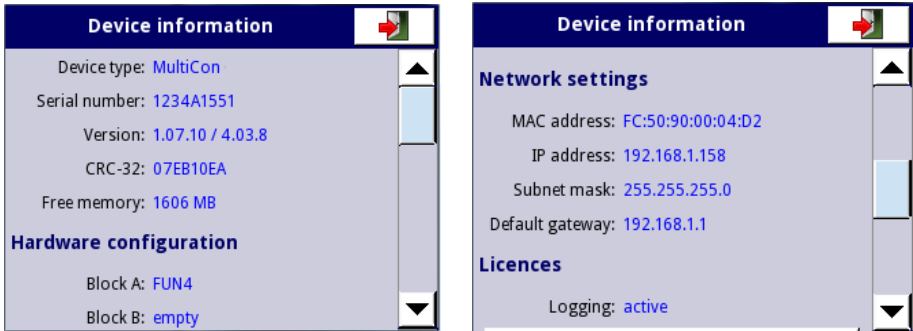 Device information
Device type: MultiCon
Serial number: 1234A1551
Version: 1.07.10 / 4.03.8
CRC-32: 07EB10EA
Free memory: 1606 MB
Hardware configuration
Block A: FUN4
Block B: empty
Device information
Network settings
MAC address: FC:50:90:00:04:D2
IP address: 192.168.1.158
Subnet mask: 255.255.255.0
Default gateway: 192.168.1.1
Licences
Logging: active